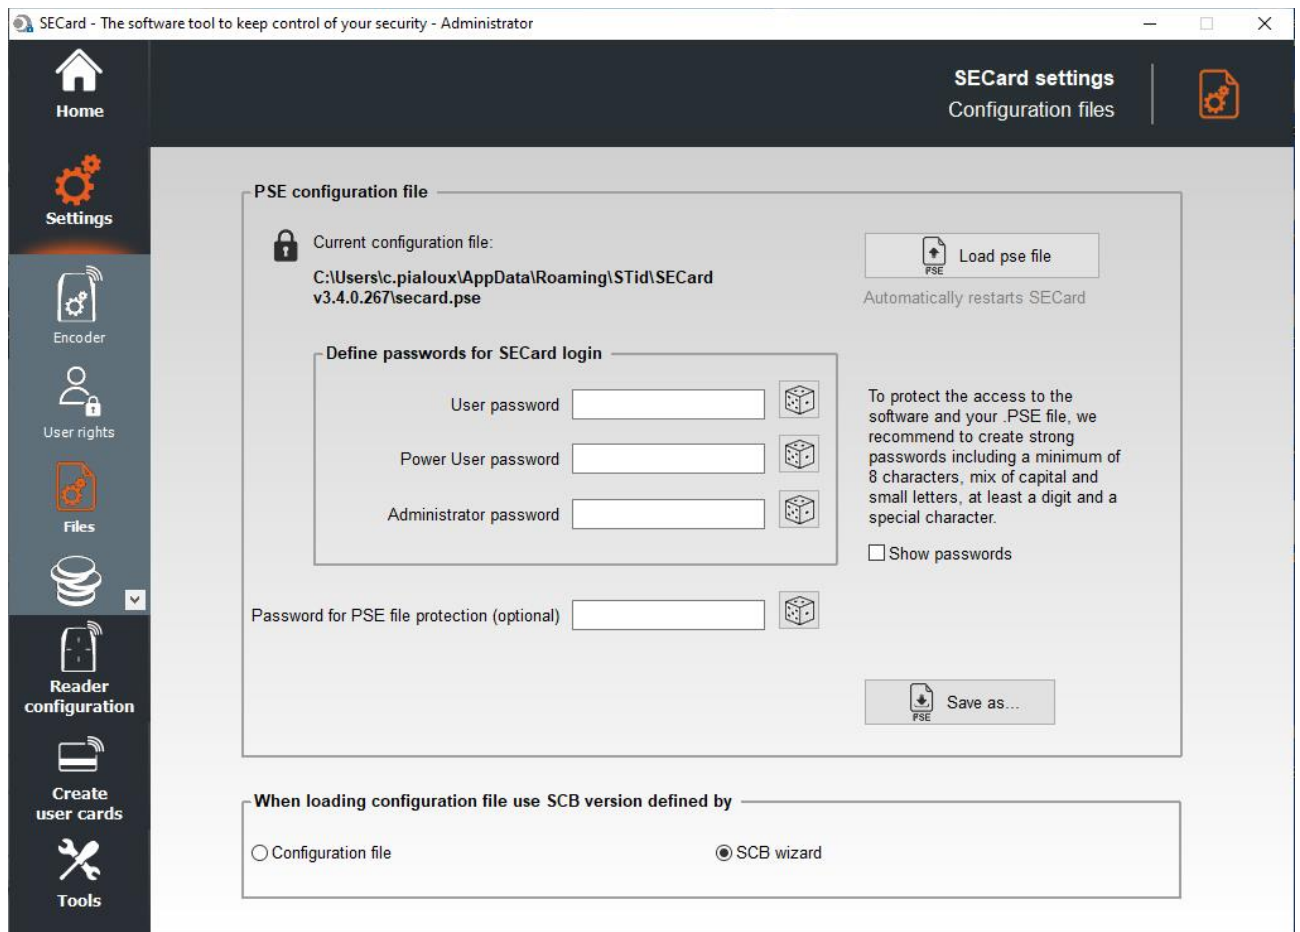 SECard - The software tool to keep control of your security - Administrator
Home
SECard settings
Configuration files
Settings
Encoder
User rights
Files
Reader
configuration
Create
user cards
Tools
PSE configuration file
Current configuration file:
C:\Users\c.pialoux\AppData\Roaming\STid\SECard
v3.4.0.267\secard.pse
PSE
Load pse file
Automatically restarts SECard
Define passwords for SECard login
User password
Power User password
Administrator password
To protect the access to the
software and your .PSE file, we
recommend to create strong
passwords including a minimum of
8 characters, mix of capital and
small letters, at least a digit and a
special character.
Show passwords
Password for PSE file protection (optional)
PSE
Save as...
When loading configuration file use SCB version defined by
Configuration file
SCB wizard